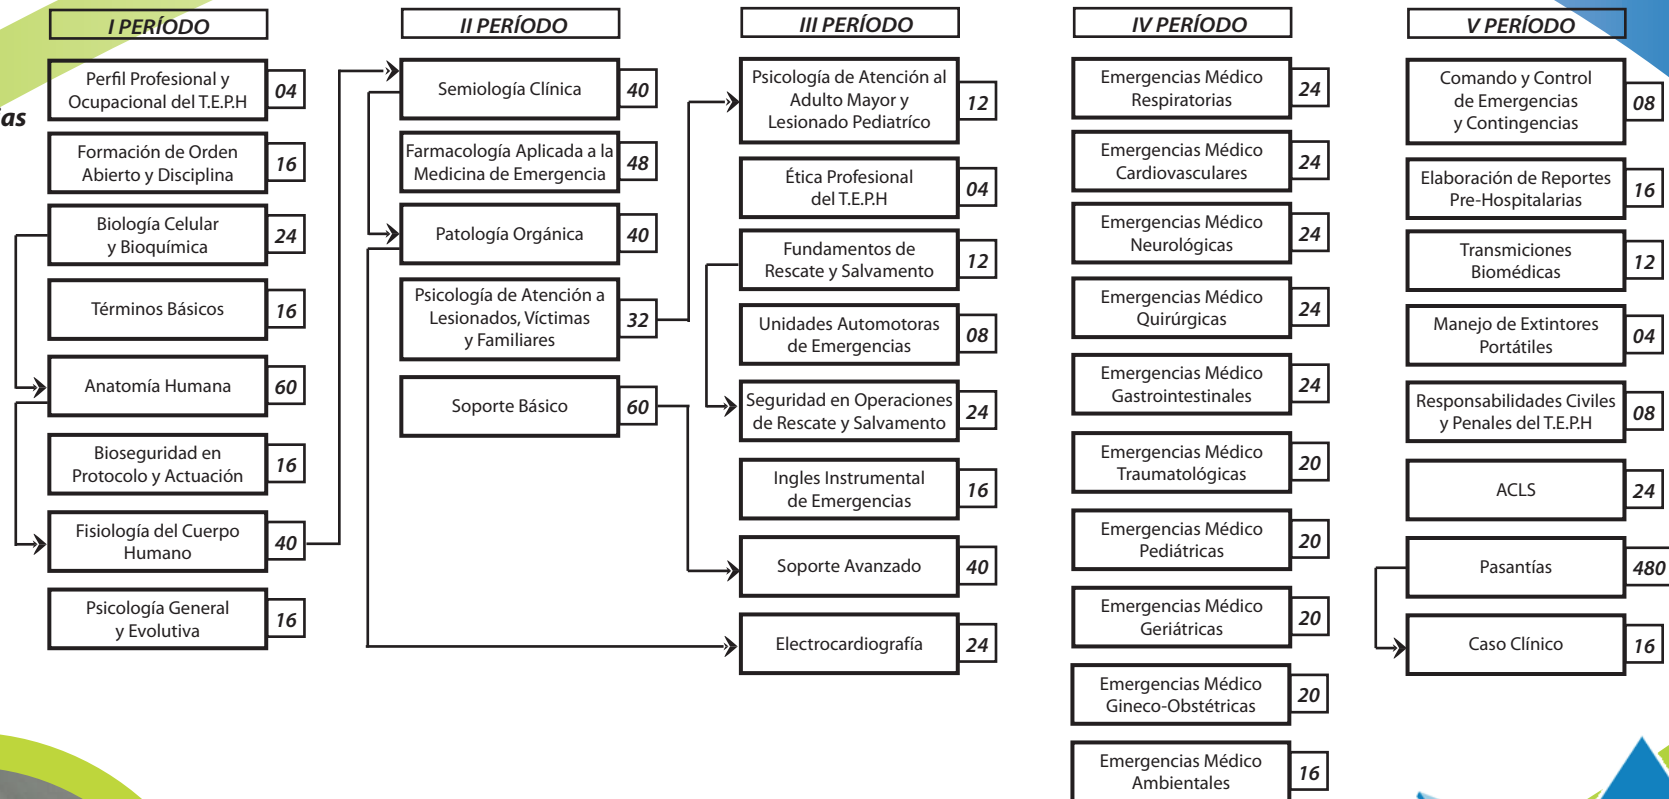 as
I PERÍODO
Perfil Profesional y
Ocupacional del T.E.P.H
04
Formación de Orden
Abierto y Disciplina
16
Biología Celular
y Bioquímica
24
Términos Básicos
16
Anatomía Humana
60
Bioseguridad en
Protocolo y Actuación
16
Fisiología del Cuerpo
Humano
40
Psicología General
y Evolutiva
16
II PERÍODO
Semiología Clínica
40
Farmacología Aplicada a la
Medicina de Emergencia
48
Patología Orgánica
40
Psicología de Atención a
Lesionados, Víctimas
y Familiares
32
Soporte Básico
60
III PERÍODO
Psicología de Atención al
Adulto Mayor y
Lesionado Pediatríco
12
Ética Profesional
del T.E.P.H
04
Fundamentos de
Rescate y Salvamento
12
Unidades Automotoras
de Emergencias
08
Seguridad en Operaciones
de Rescate y Salvamento
24
Ingles Instrumental
de Emergencias
16
Soporte Avanzado
40
Electrocardiografía
24
IV PERÍODO
Emergencias Médico
Respiratorias
24
Emergencias Médico
Cardiovasculares
24
Emergencias Médico
Neurológicas
24
Emergencias Médico
Quirúrgicas
24
Emergencias Médico
Gastrointestinales
24
Emergencias Médico
Traumatológicas
20
Emergencias Médico
Pediátricas
20
Emergencias Médico
Geriátricas
20
Emergencias Médico
Gineco-Obstétricas
20
Emergencias Médico
Ambientales
16
V PERÍODO
Comando y Control
de Emergencias
y Contingencias
08
Elaboración de Reportes
Pre-Hospitalarias
16
Transmiciones
Biomédicas
12
Manejo de Extintores
Portátiles
04
Responsabilidades Civiles
y Penales del T.E.P.H
08
ACLS
24
Pasantías
480
Caso Clínico
16